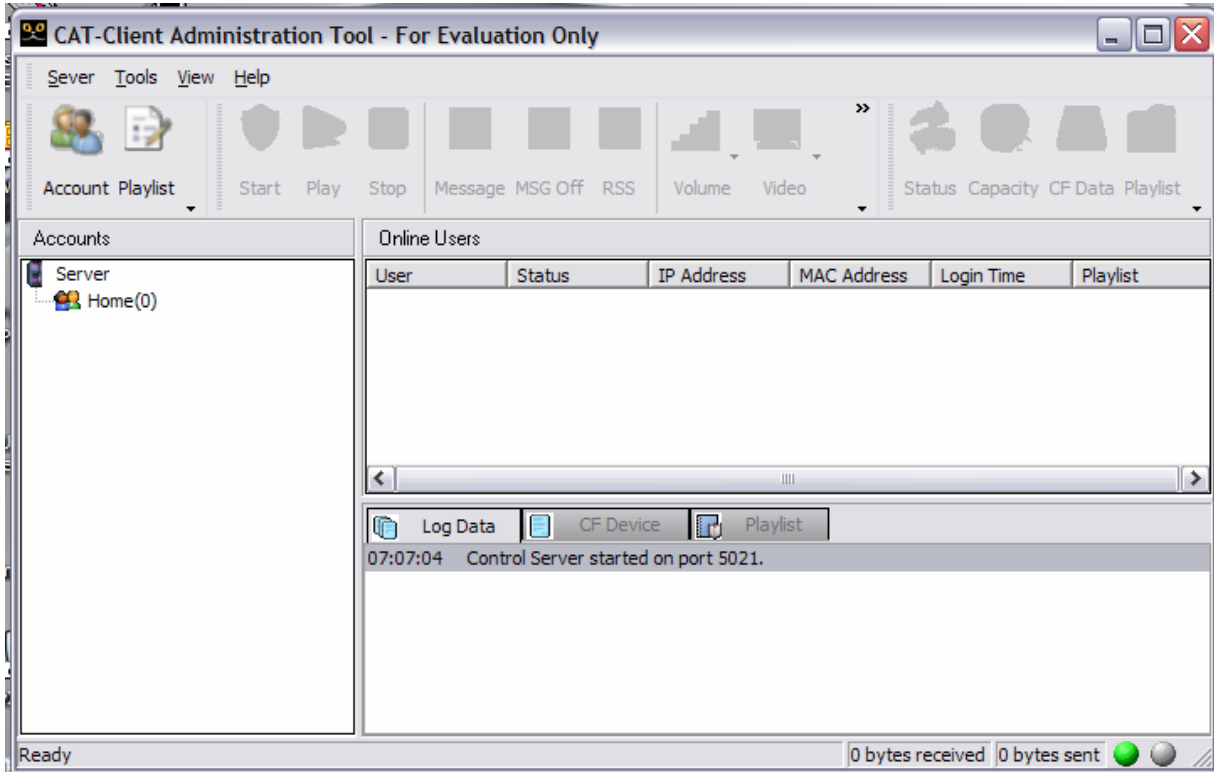 CAT-Client Administration Tool - For Evaluation Only
Sever Tools View Help
Account Playlist Start Play Stop Message MSG Off RSS Volume Video Status Capacity CF Data Playlist
Accounts
Server
Home(0)
Online Users
User Status IP Address MAC Address Login Time Playlist
Log Data CF Device Playlist
07:07:04 Control Server started on port 5021.
Ready 0 bytes received 0 bytes sent